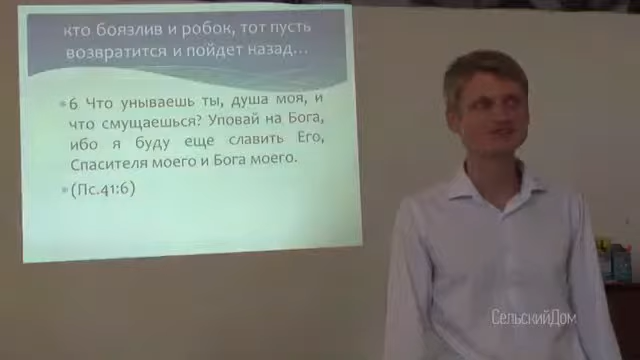 кто боязлив и робок, тот пусть
возвратится и пойдет назад...
6 Что унываешь ты, душа моя, и
что смущаешься? Уповай на Бога,
ибо я буду еще славить Его,
Спасителя моего и Бога моего.
(Пс.41:6)
СельскийДом